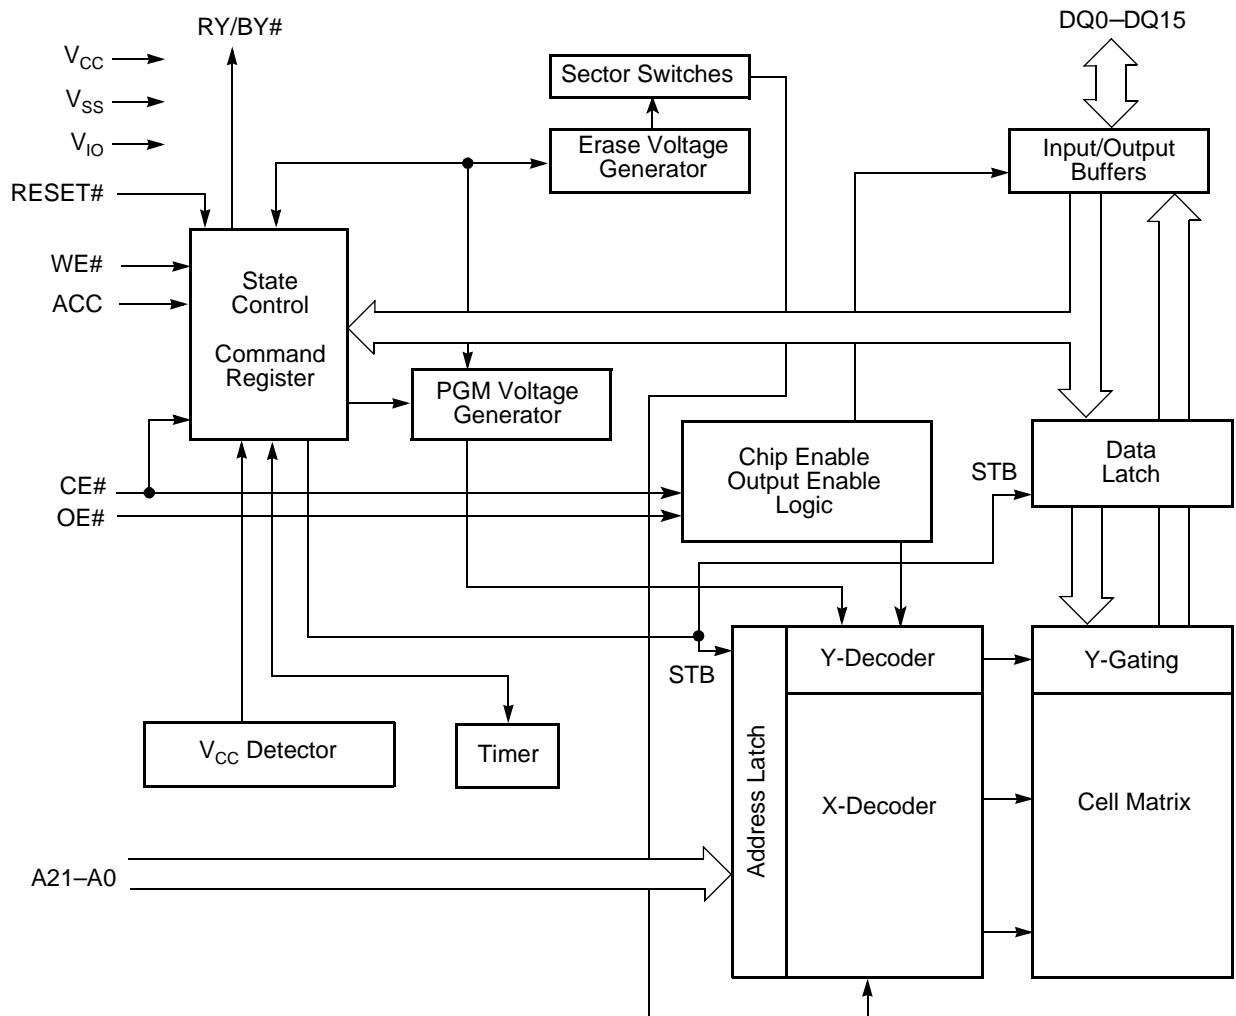 RY/BY#
DQ0–DQ15
VCC
VSS
VIO
RESET#
WE#
ACC
CE#
OE#
A21–A0
Sector Switches
Erase Voltage
Generator
Input/Output
Buffers
State
Control
Command
Register
PGM Voltage
Generator
Chip Enable
Output Enable
Logic
STB
Data
Latch
STB
Y-Decoder
Y-Gating
VCC Detector
Timer
Address Latch
X-Decoder
Cell Matrix